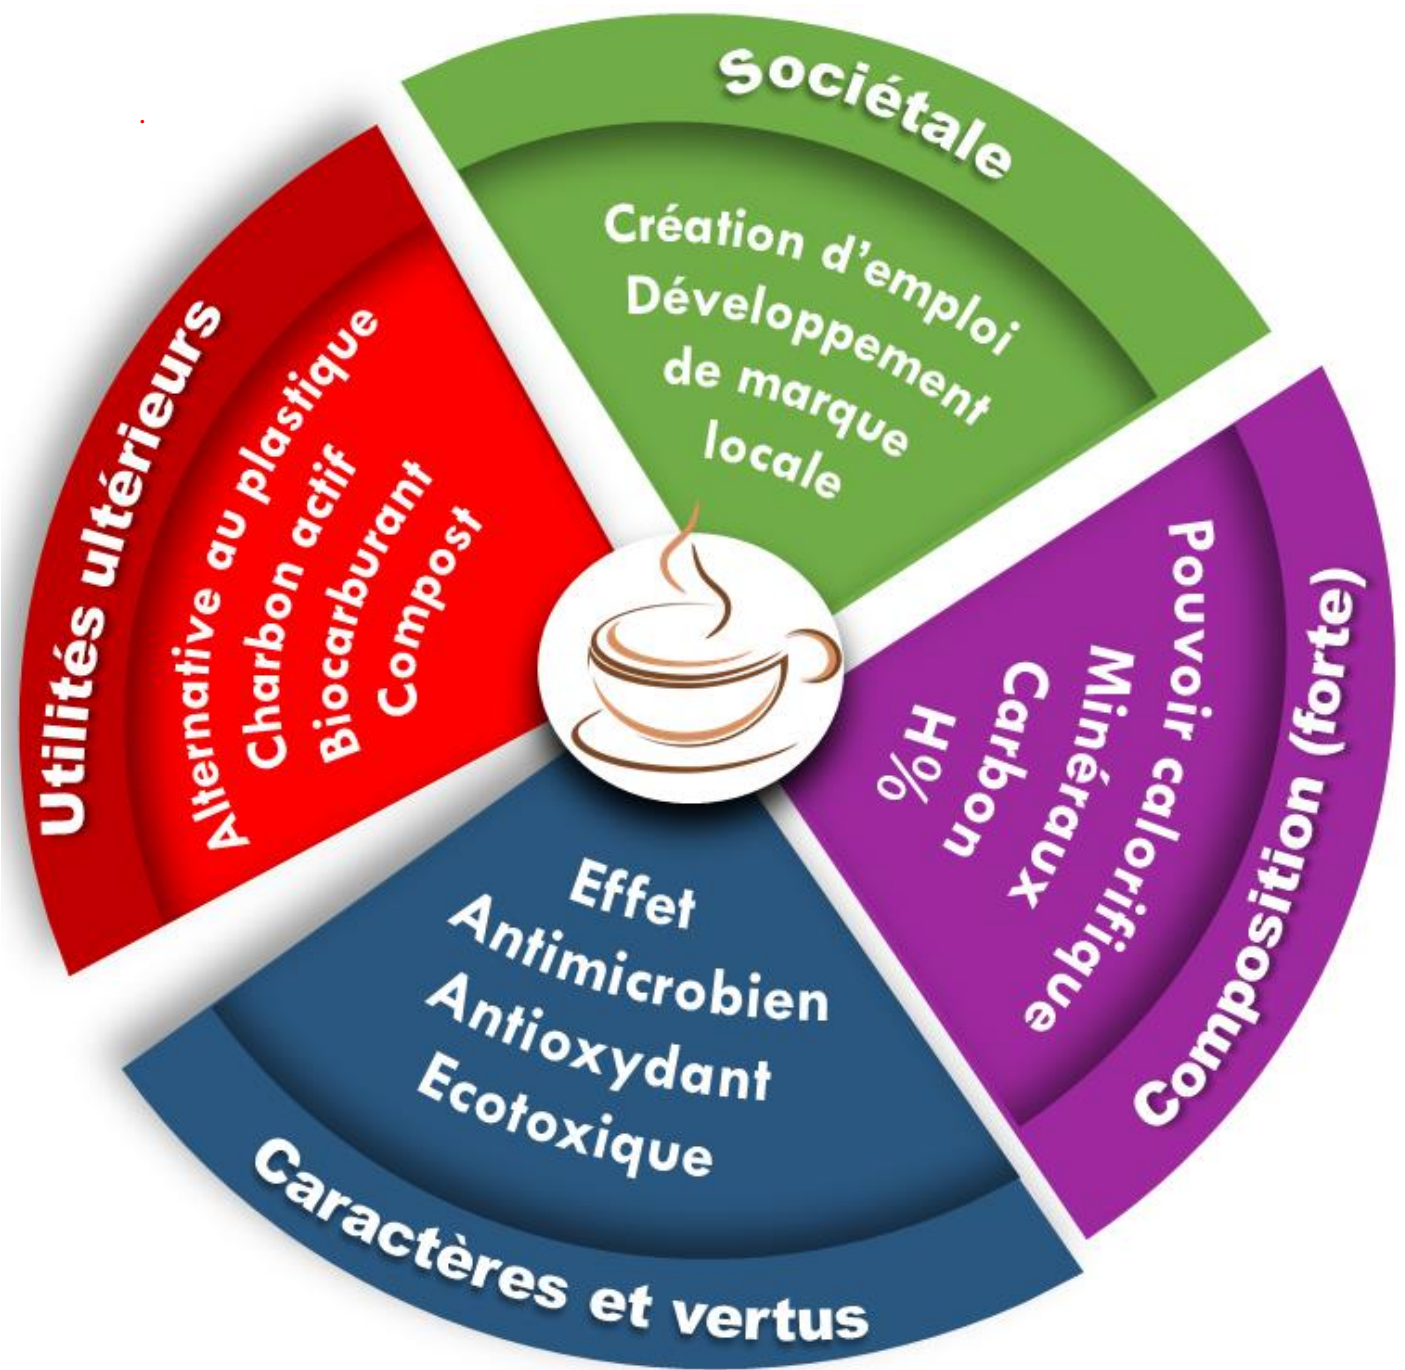 Sociétale
Création d'emploi
Développement
de marque
locale
Composition (forte)
Pouvoir calorifique
Minéraux
Carbon
H%
Caractères et vertus
Effet
Antimicrobien
Antioxydant
Ecotoxique
Utilités ultérieurs
Alternative au plastique
Charbon actif
Biocarburant
Compost